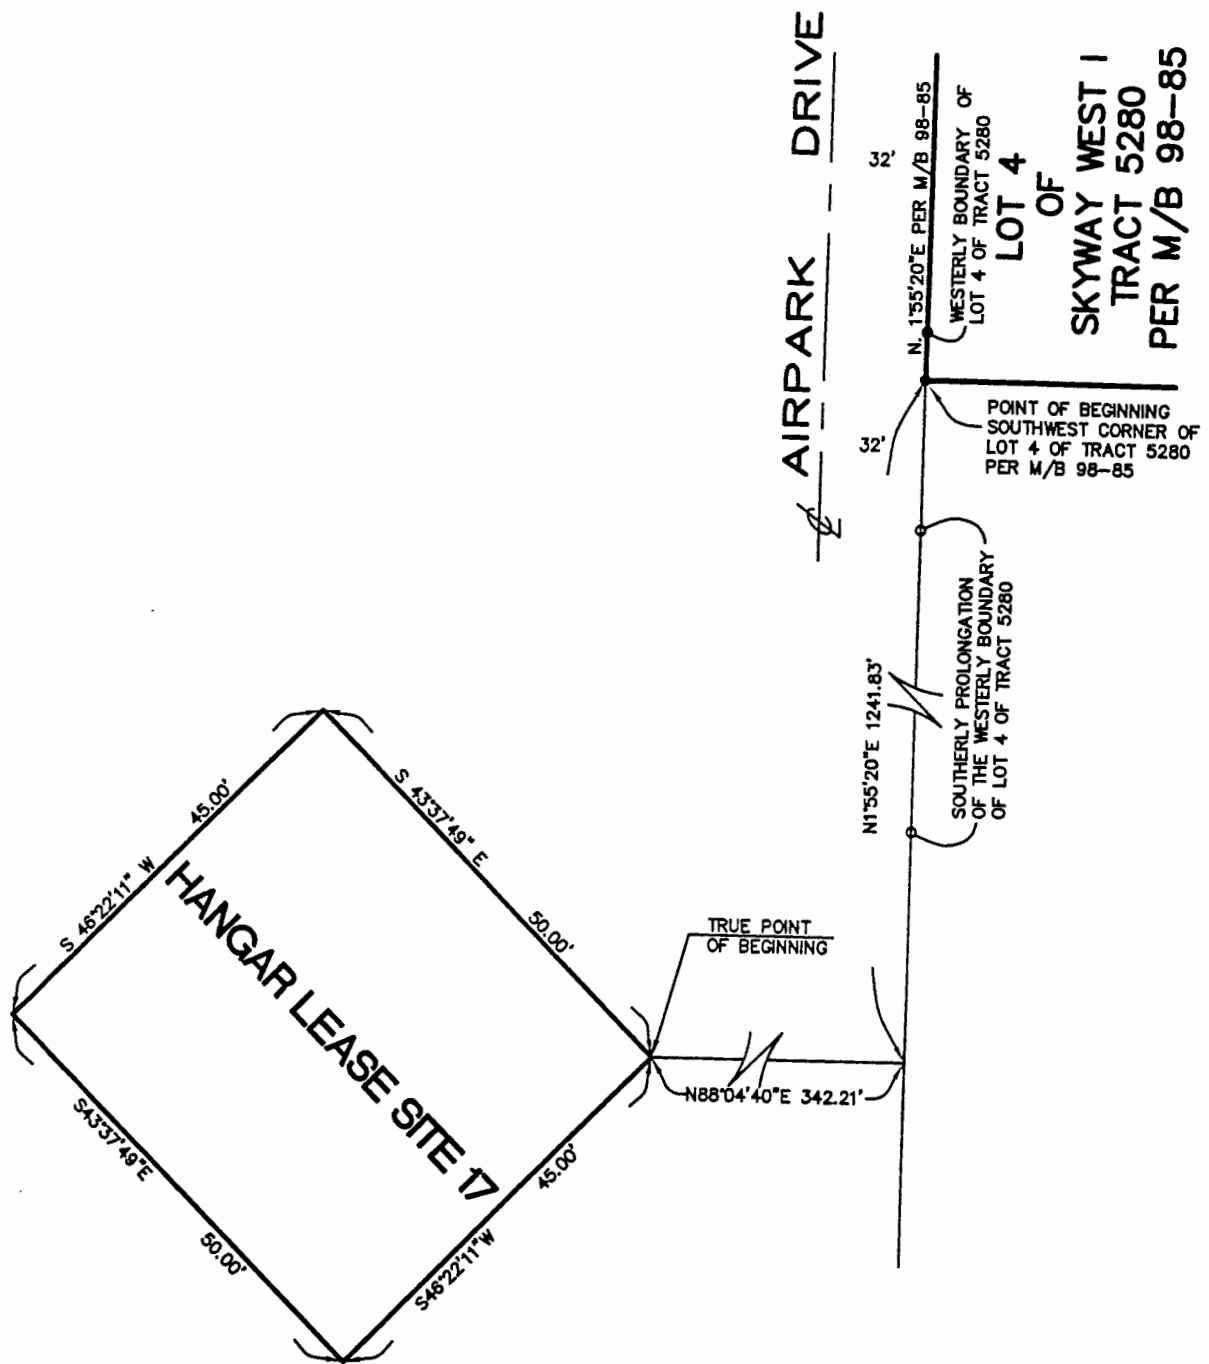 AIRPARK DRIVE
32'
N. 1°55'20"E PER M/B 98-85
WESTERLY BOUNDARY OF
LOT 4 OF TRACT 5280
LOT 4
OF
SKYWAY WEST I
TRACT 5280
PER M/B 98-85
32'
POINT OF BEGINNING
SOUTHWEST CORNER OF
LOT 4 OF TRACT 5280
PER M/B 98-85
N1°55'20"E 1241.83'
SOUTHERLY PROLONGATION
OF THE WESTERLY BOUNDARY
OF LOT 4 OF TRACT 5280
S 46°22'11" W
45.00'
S 43°37'49" E
50.00'
HANGAR LEASE SITE 17
TRUE POINT
OF BEGINNING
N88°04'40"E 342.21'
S43°37'49"E
50.00'
S46°22'11"W
45.00'